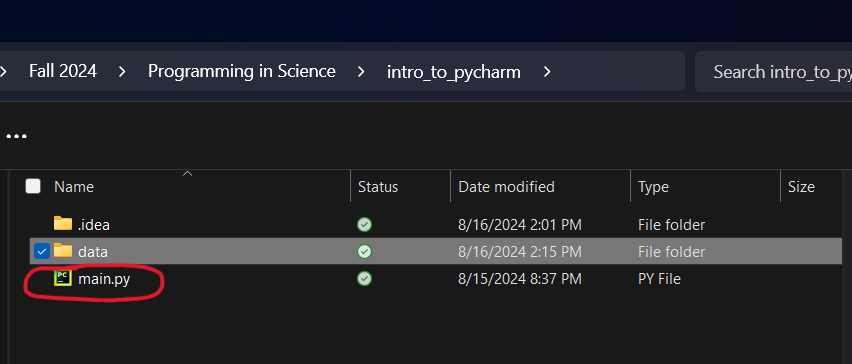 Fall 2024 > Programming in Science > intro_to_pycharm > Search intro_to_py
...
Name Status Date modified Type Size
.idea 8/16/2024 2:01 PM File folder
data 8/16/2024 2:15 PM File folder
PC main.py 8/15/2024 8:37 PM PY File